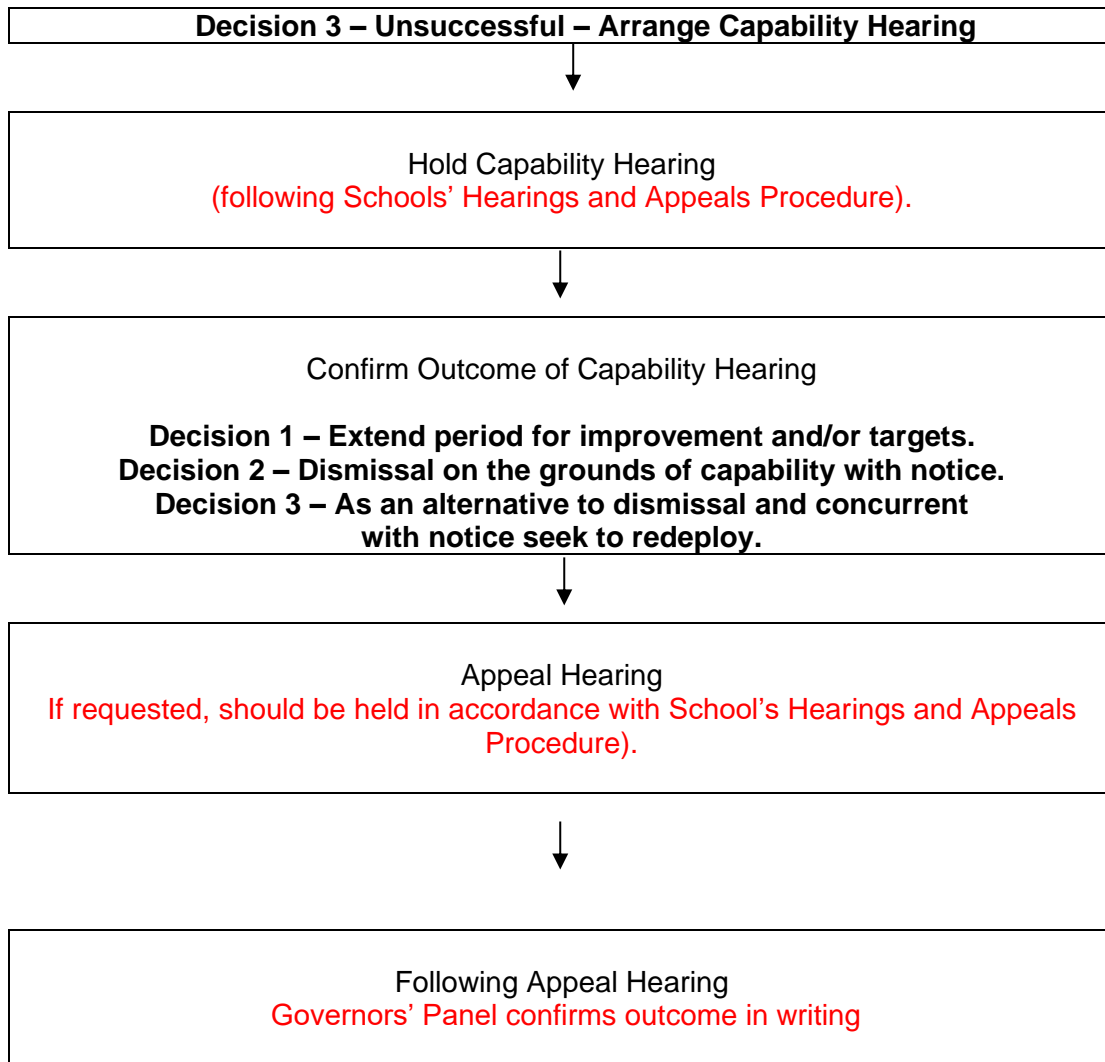 Decision 3 – Unsuccessful – Arrange Capability Hearing
Hold Capability Hearing
(following Schools’ Hearings and Appeals Procedure).
Confirm Outcome of Capability Hearing
Decision 1 – Extend period for improvement and/or targets.
Decision 2 – Dismissal on the grounds of capability with notice.
Decision 3 – As an alternative to dismissal and concurrent
with notice seek to redeploy.
Appeal Hearing
If requested, should be held in accordance with School’s Hearings and Appeals
Procedure).
Following Appeal Hearing
Governors’ Panel confirms outcome in writing